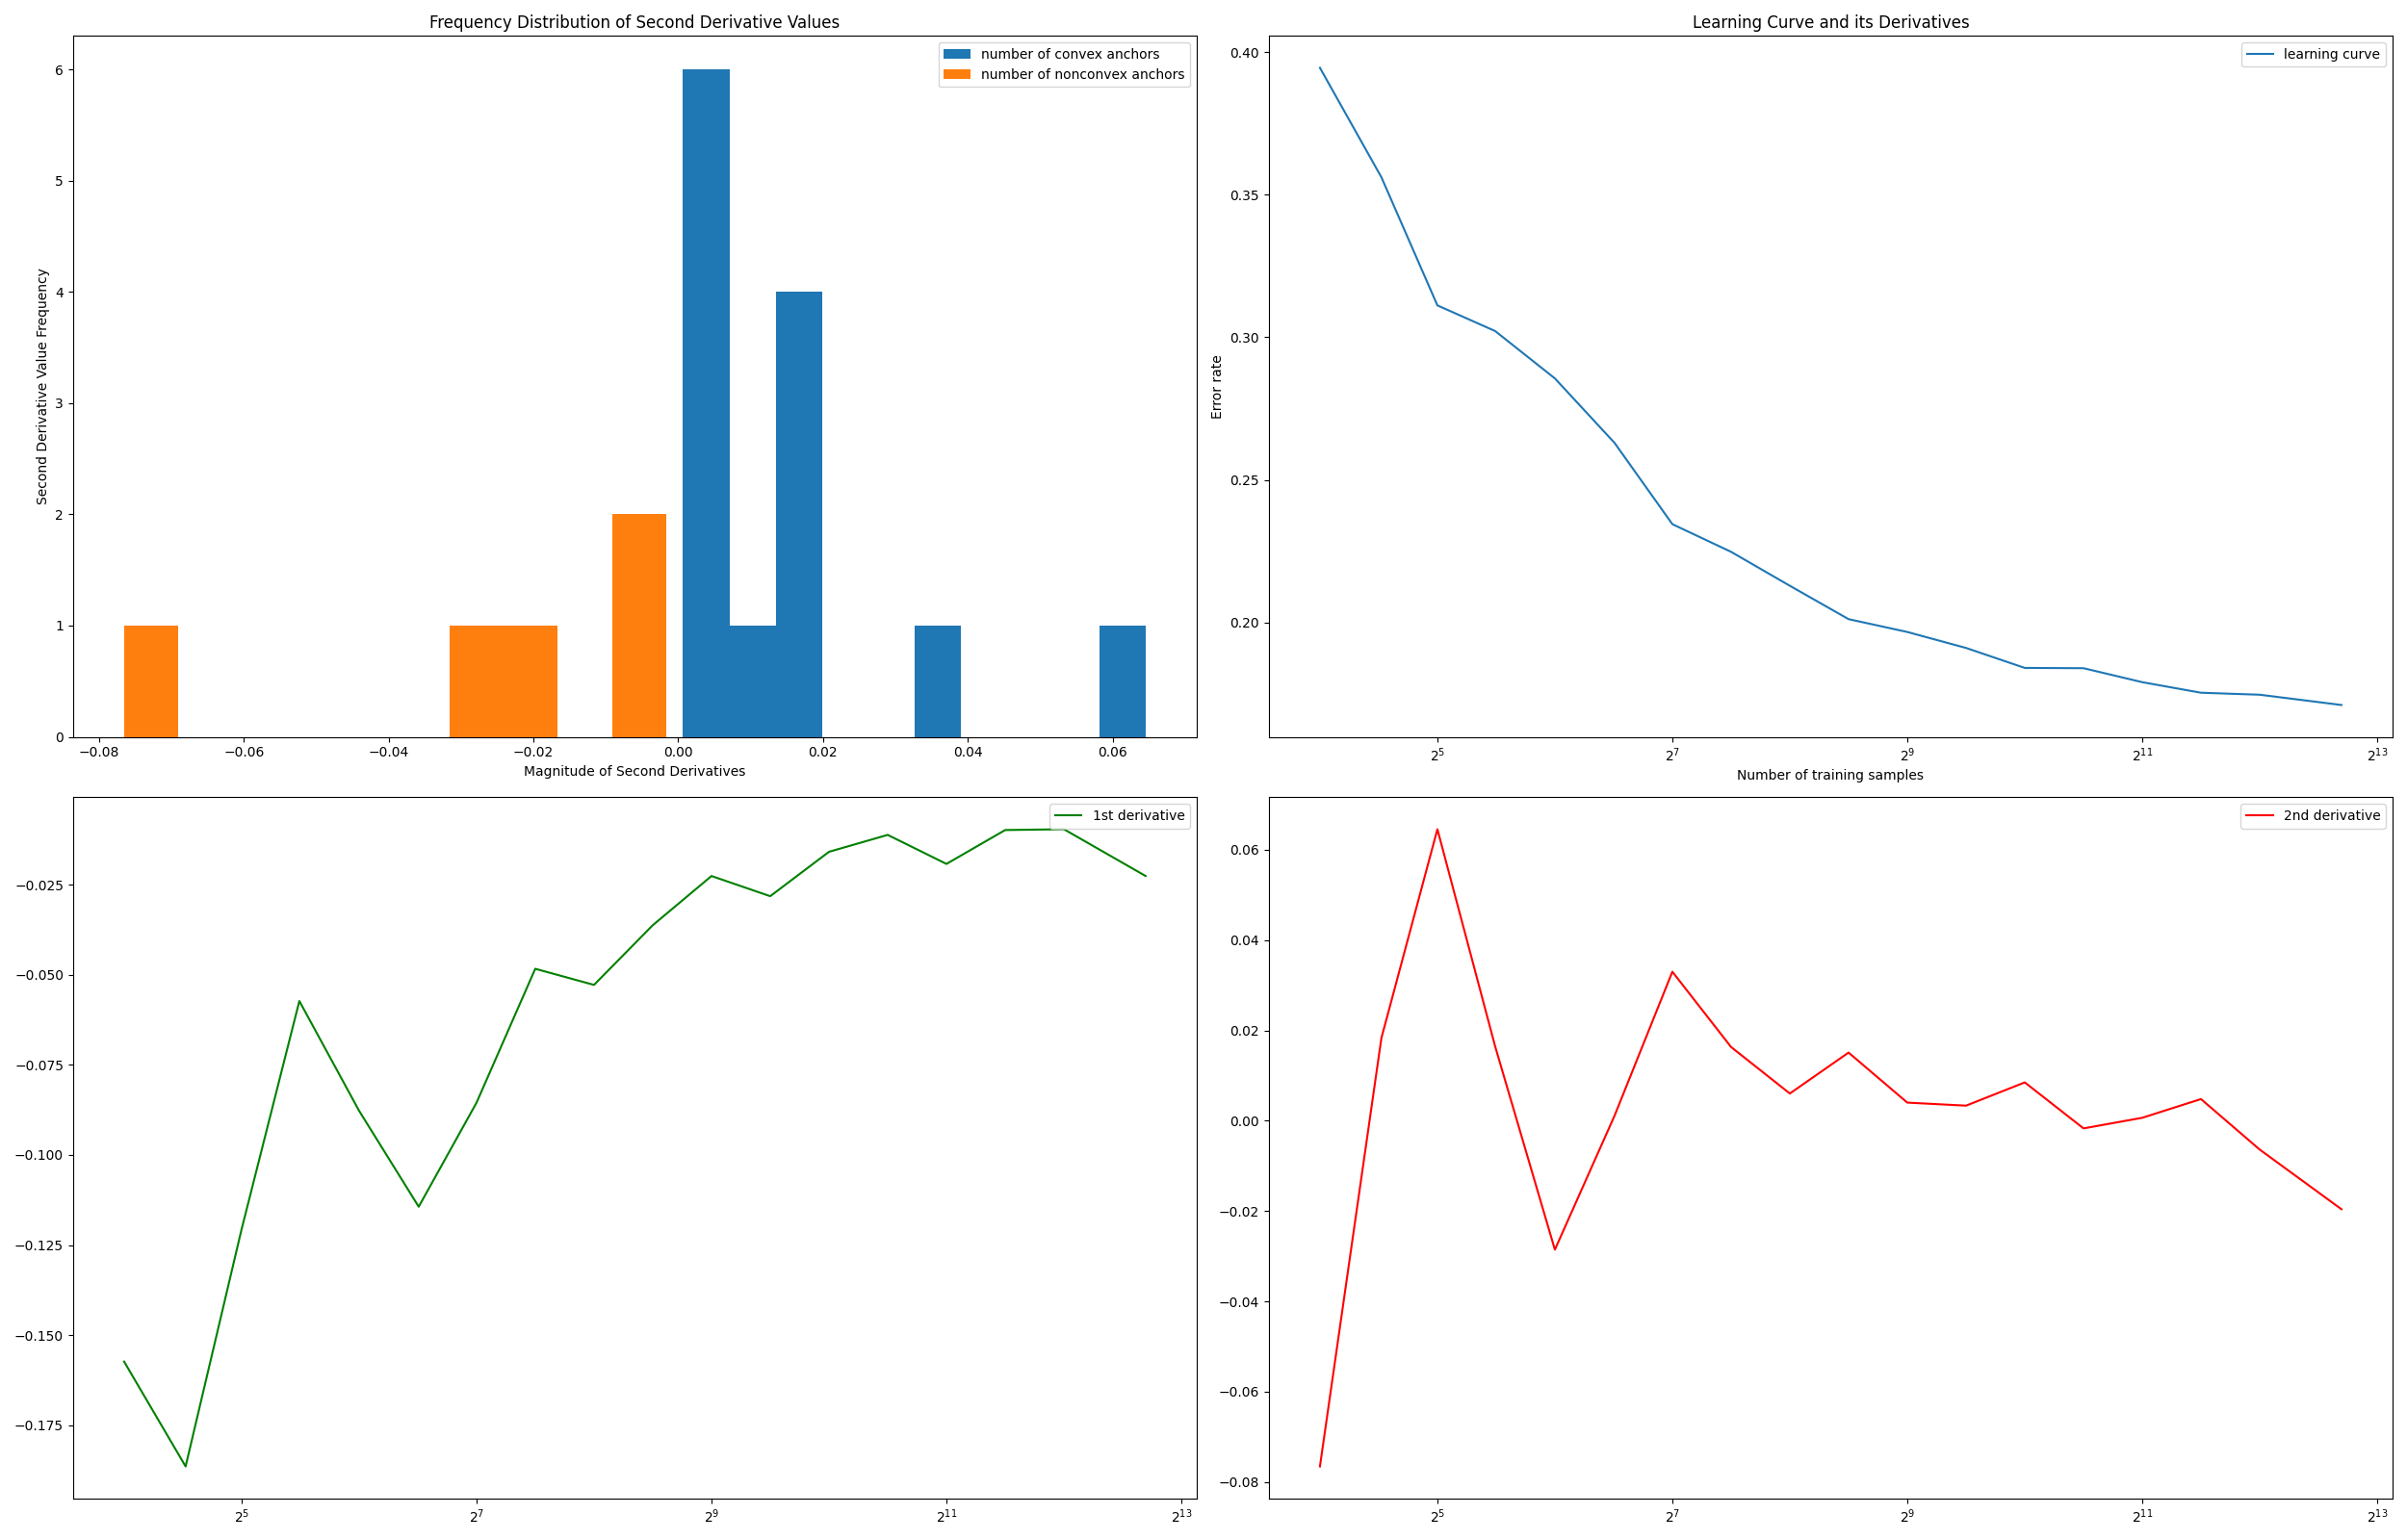 Frequency Distribution of Second Derivative Values
number of convex anchors
number of nonconvex anchors
Second Derivative Value Frequency
6
5
4
3
2
1
0
−0.08 −0.06 −0.04 −0.02 0.00 0.02 0.04 0.06
Magnitude of Second Derivatives
Learning Curve and its Derivatives
learning curve
Error rate
0.40
0.35
0.30
0.25
0.20
2^5 2^7 2^9 2^11 2^13
Number of training samples
1st derivative
−0.025
−0.050
−0.075
−0.100
−0.125
−0.150
−0.175
2^5 2^7 2^9 2^11 2^13
2nd derivative
0.06
0.04
0.02
0.00
−0.02
−0.04
−0.06
−0.08
2^5 2^7 2^9 2^11 2^13